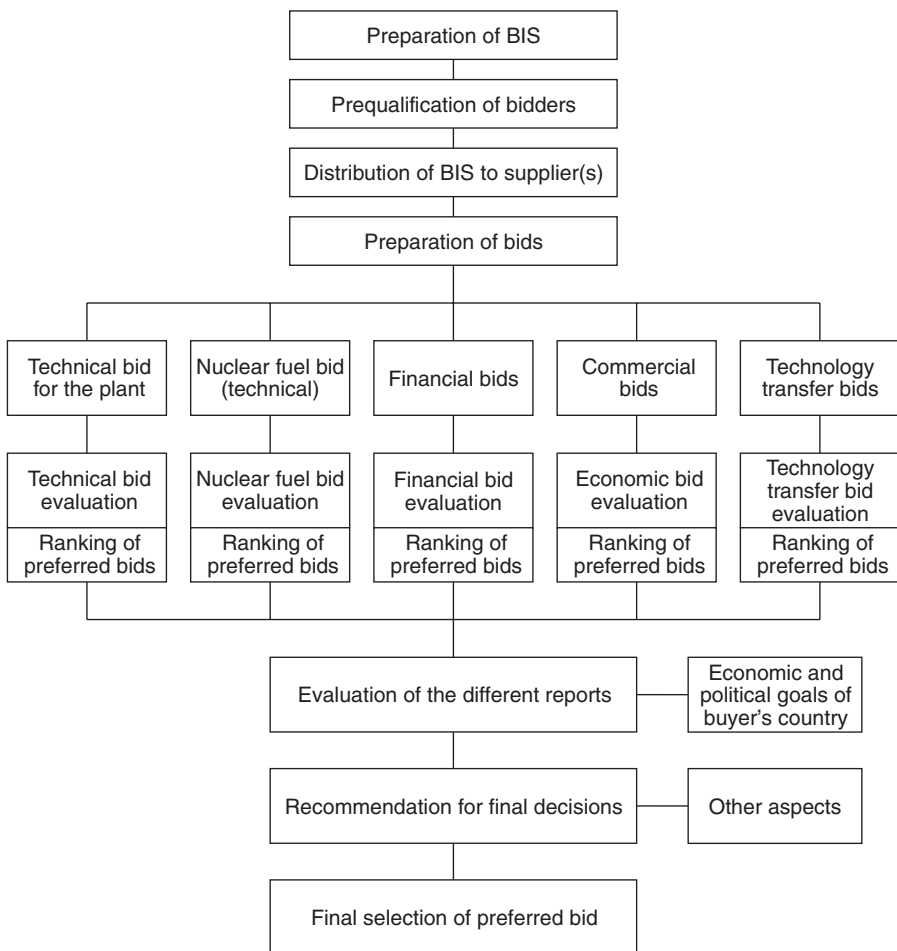 Preparation of BIS
Prequalification of bidders
Distribution of BIS to supplier(s)
Preparation of bids
Technical bid
for the plant
Nuclear fuel bid
(technical)
Financial bids
Commercial
bids
Technology
transfer bids
Technical bid
evaluation
Nuclear fuel bid
evaluation
Financial bid
evaluation
Economic bid
evaluation
Technology
transfer bid
evaluation
Ranking of
preferred bids
Ranking of
preferred bids
Ranking of
preferred bids
Ranking of
preferred bids
Ranking of
preferred bids
Evaluation of the different reports
Economic and
political goals of
buyer’s country
Recommendation for final decisions
Other aspects
Final selection of preferred bid